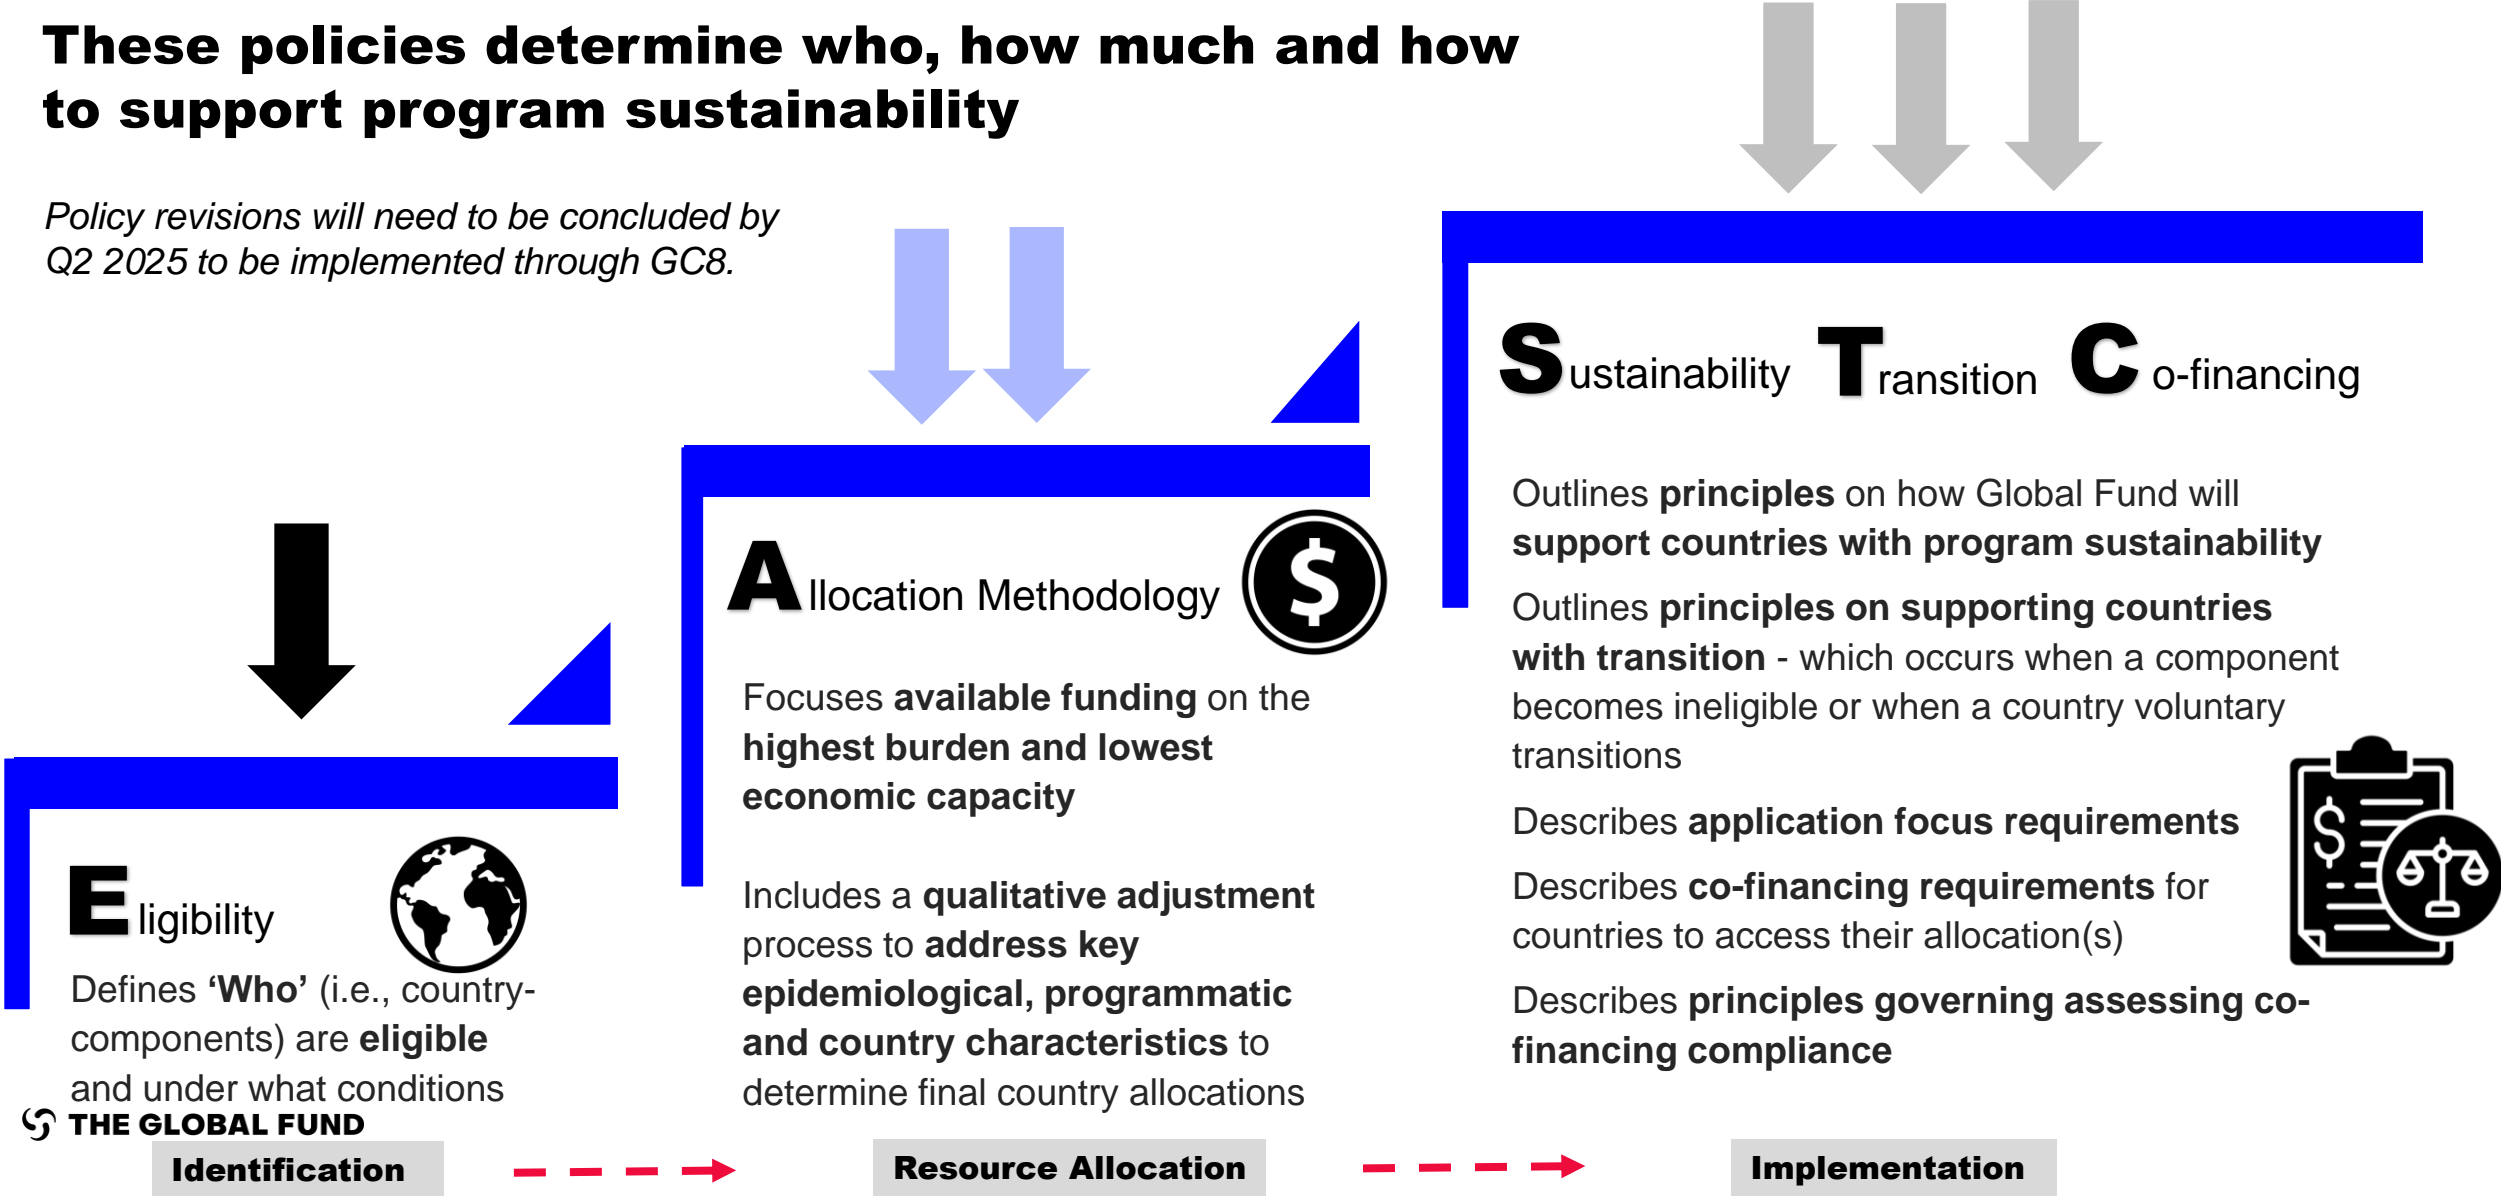 These policies determine who, how much and how
to support program sustainability
Policy revisions will need to be concluded by
Q2 2025 to be implemented through GC8.
Eligibility
Defines ‘Who’ (i.e., country-
components) are eligible
and under what conditions
THE GLOBAL FUND
Identification
Allocation Methodology
$
Focuses available funding on the
highest burden and lowest
economic capacity
Includes a qualitative adjustment
process to address key
epidemiological, programmatic
and country characteristics to
determine final country allocations
Resource Allocation
Sustainability Transition Co-financing
Outlines principles on how Global Fund will
support countries with program sustainability
Outlines principles on supporting countries
with transition - which occurs when a component
becomes ineligible or when a country voluntary
transitions
Describes application focus requirements
Describes co-financing requirements for
countries to access their allocation(s)
Describes principles governing assessing co-
financing compliance
$
Implementation